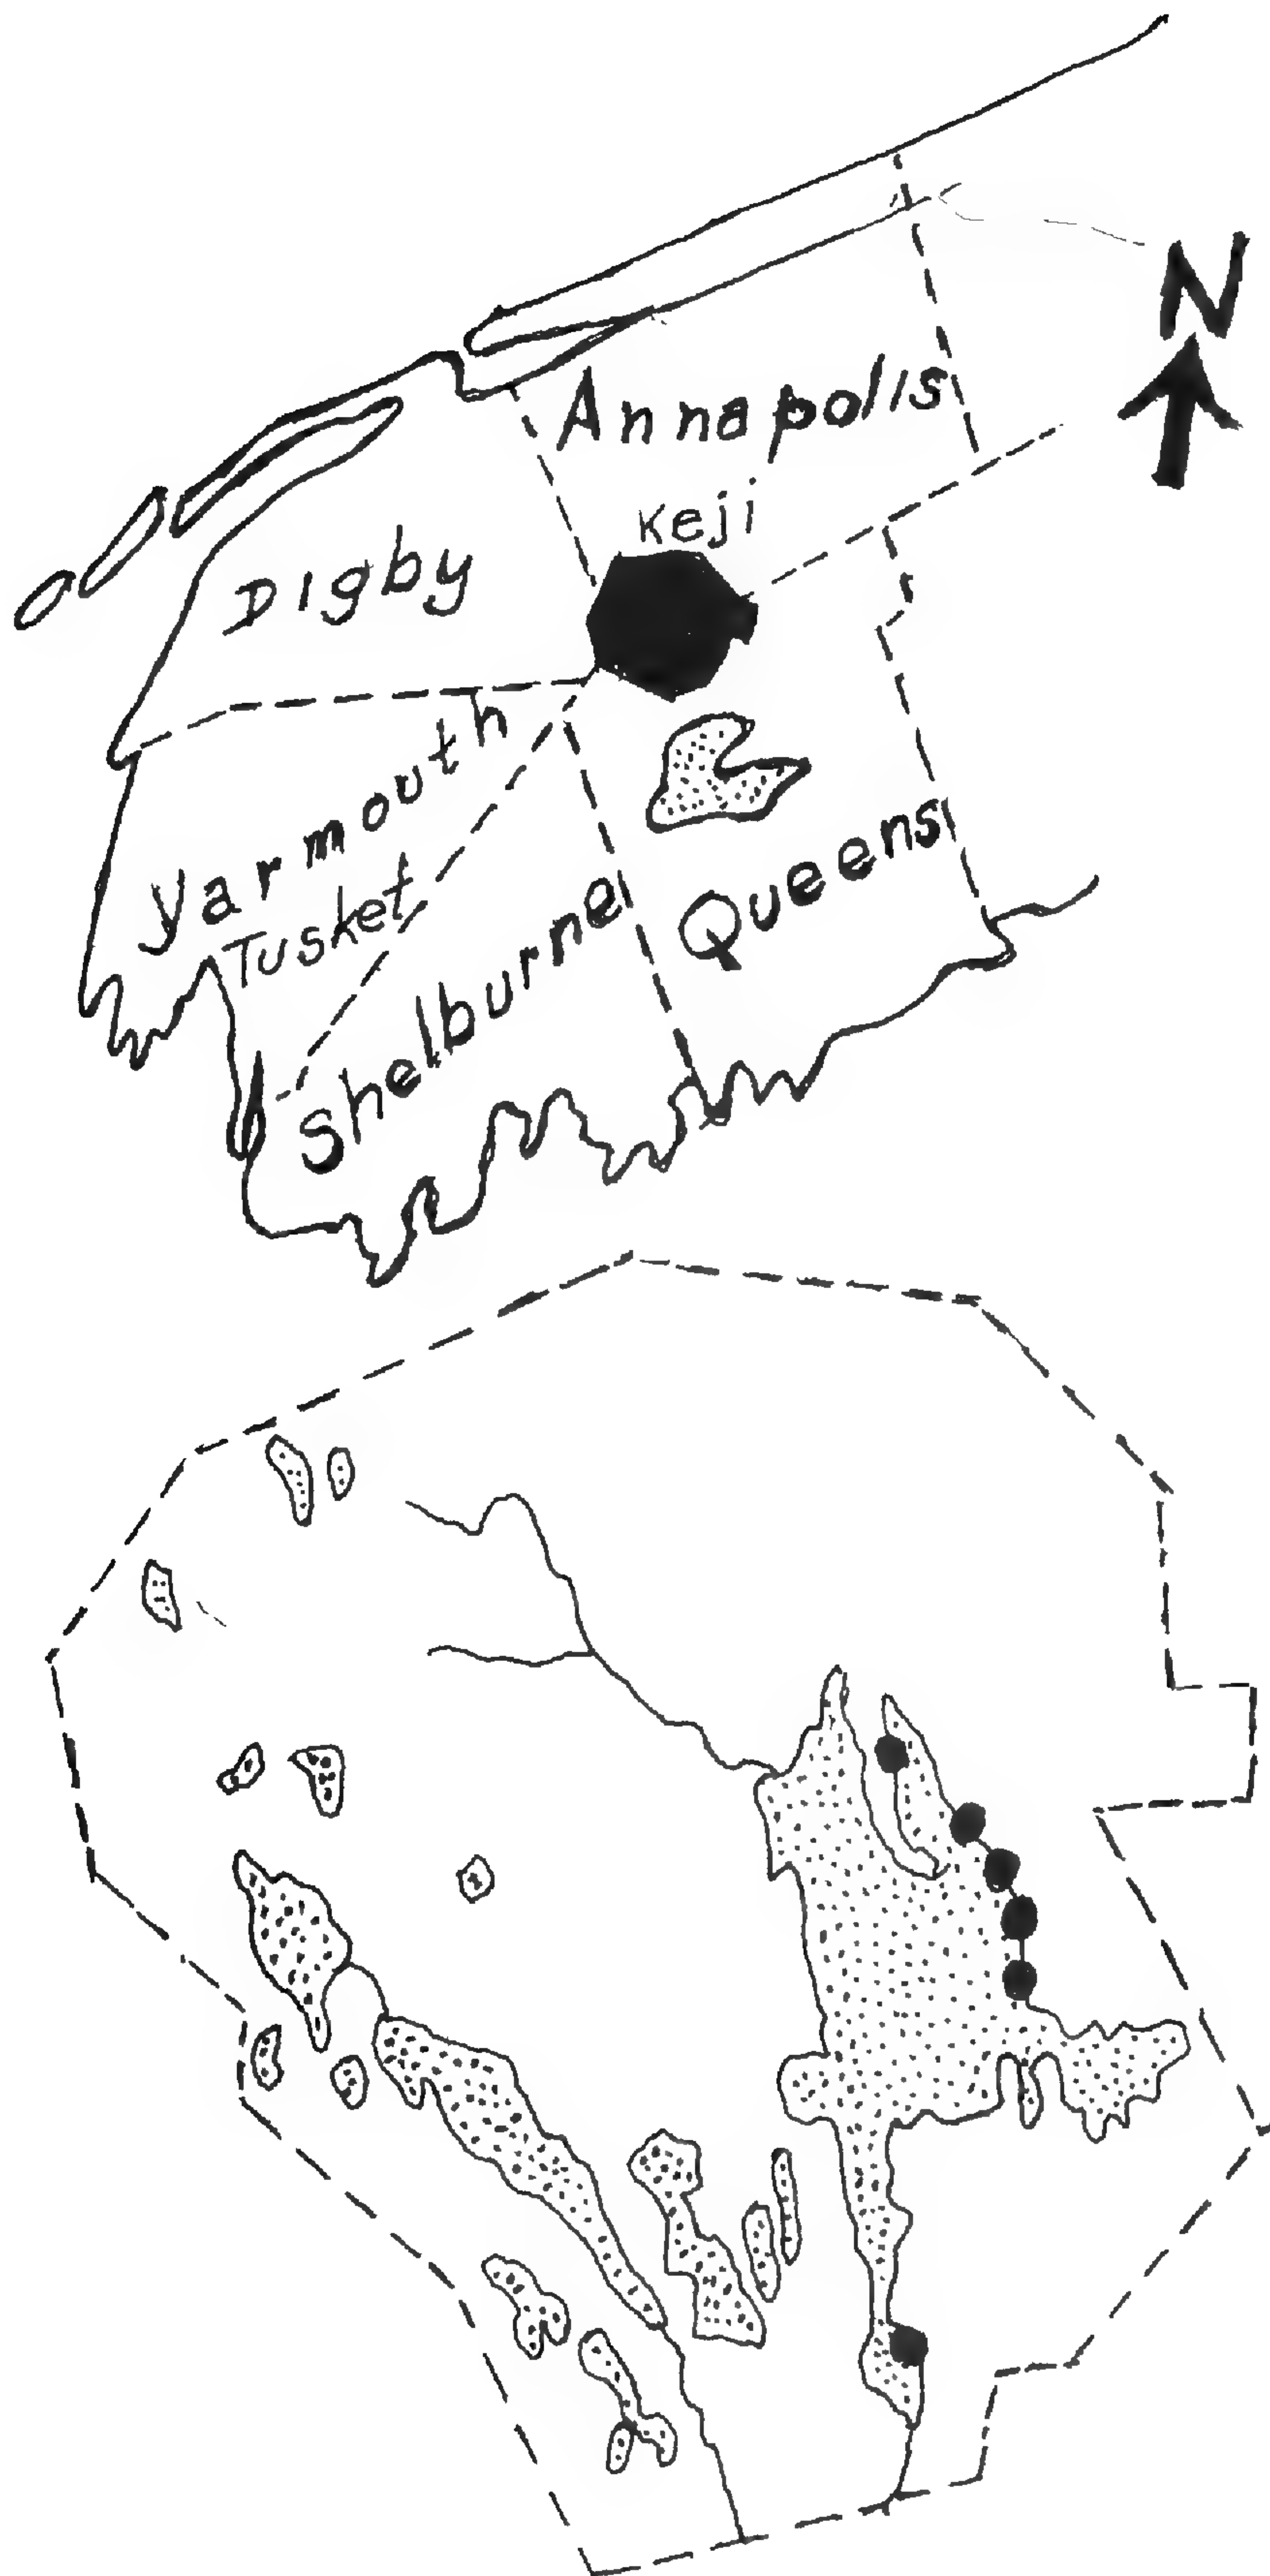 N
Annapolis
Keji
Digby
Yarmouth
Tusket
Shelburne
Queens